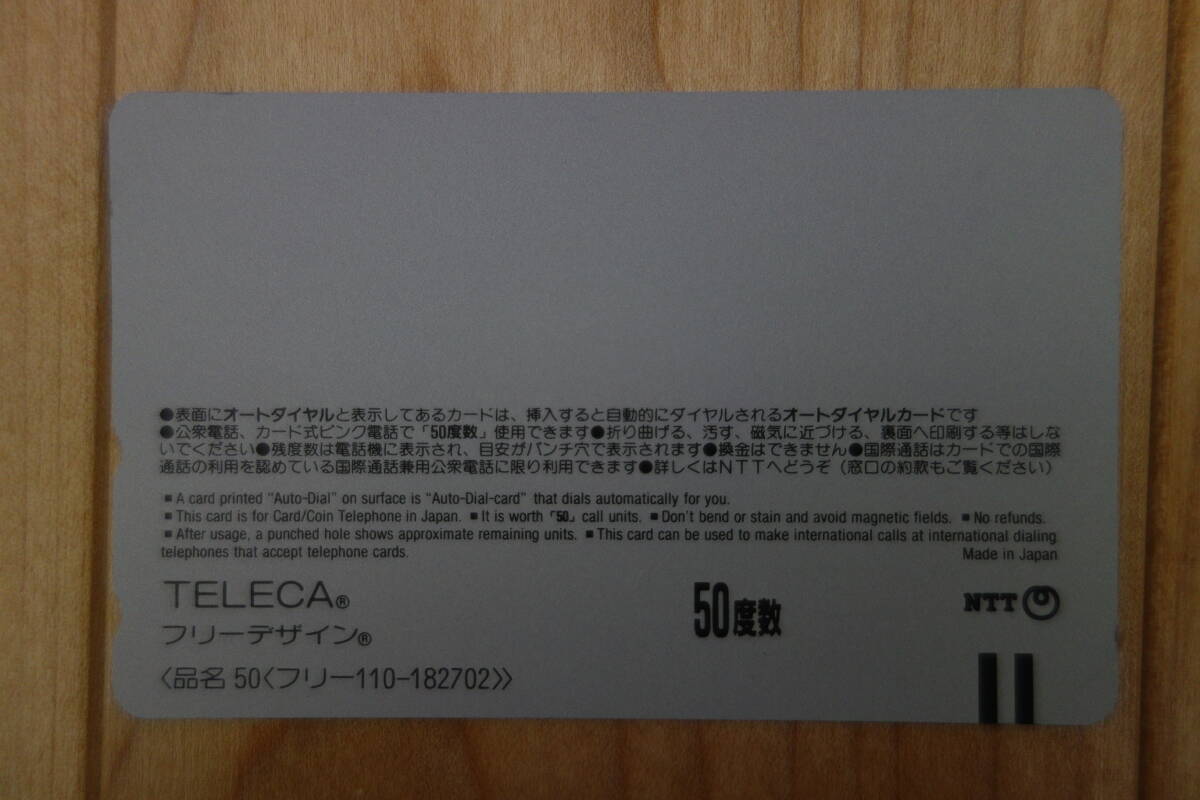 ●表面にオートダイヤルと表示してあるカードは、挿入すると自動的にダイヤルされるオートダイヤルカードです
●公衆電話、カード式ピンク電話で「50度数」使用できます●折り曲げる、汚す、磁気に近づける、裏面へ印刷する等はしな
いでください●残度数は電話機に表示され、目安がパンチ穴で表示されます●換金はできません●国際通話はカードでの国際
通話の利用を認めている国際通話兼用公衆電話に限り利用できます●詳しくはNTTへどうぞ(窓口の約款もご覧ください)
■ A card printed "Auto-Dial" on surface is "Auto-Dial-card" that dials automatically for you.
■ This card is for Card/Coin Telephone in Japan. ■ It is worth「50」call units. ■ Don't bend or stain and avoid magnetic fields. ■ No refunds.
■ After usage, a punched hole shows approximate remaining units. ■ This card can be used to make international calls at international dialing
telephones that accept telephone cards. Made in Japan
TELECA®
フリーデザイン®
50度数
NTT
〈品名 50〈フリー110-182702〉〉